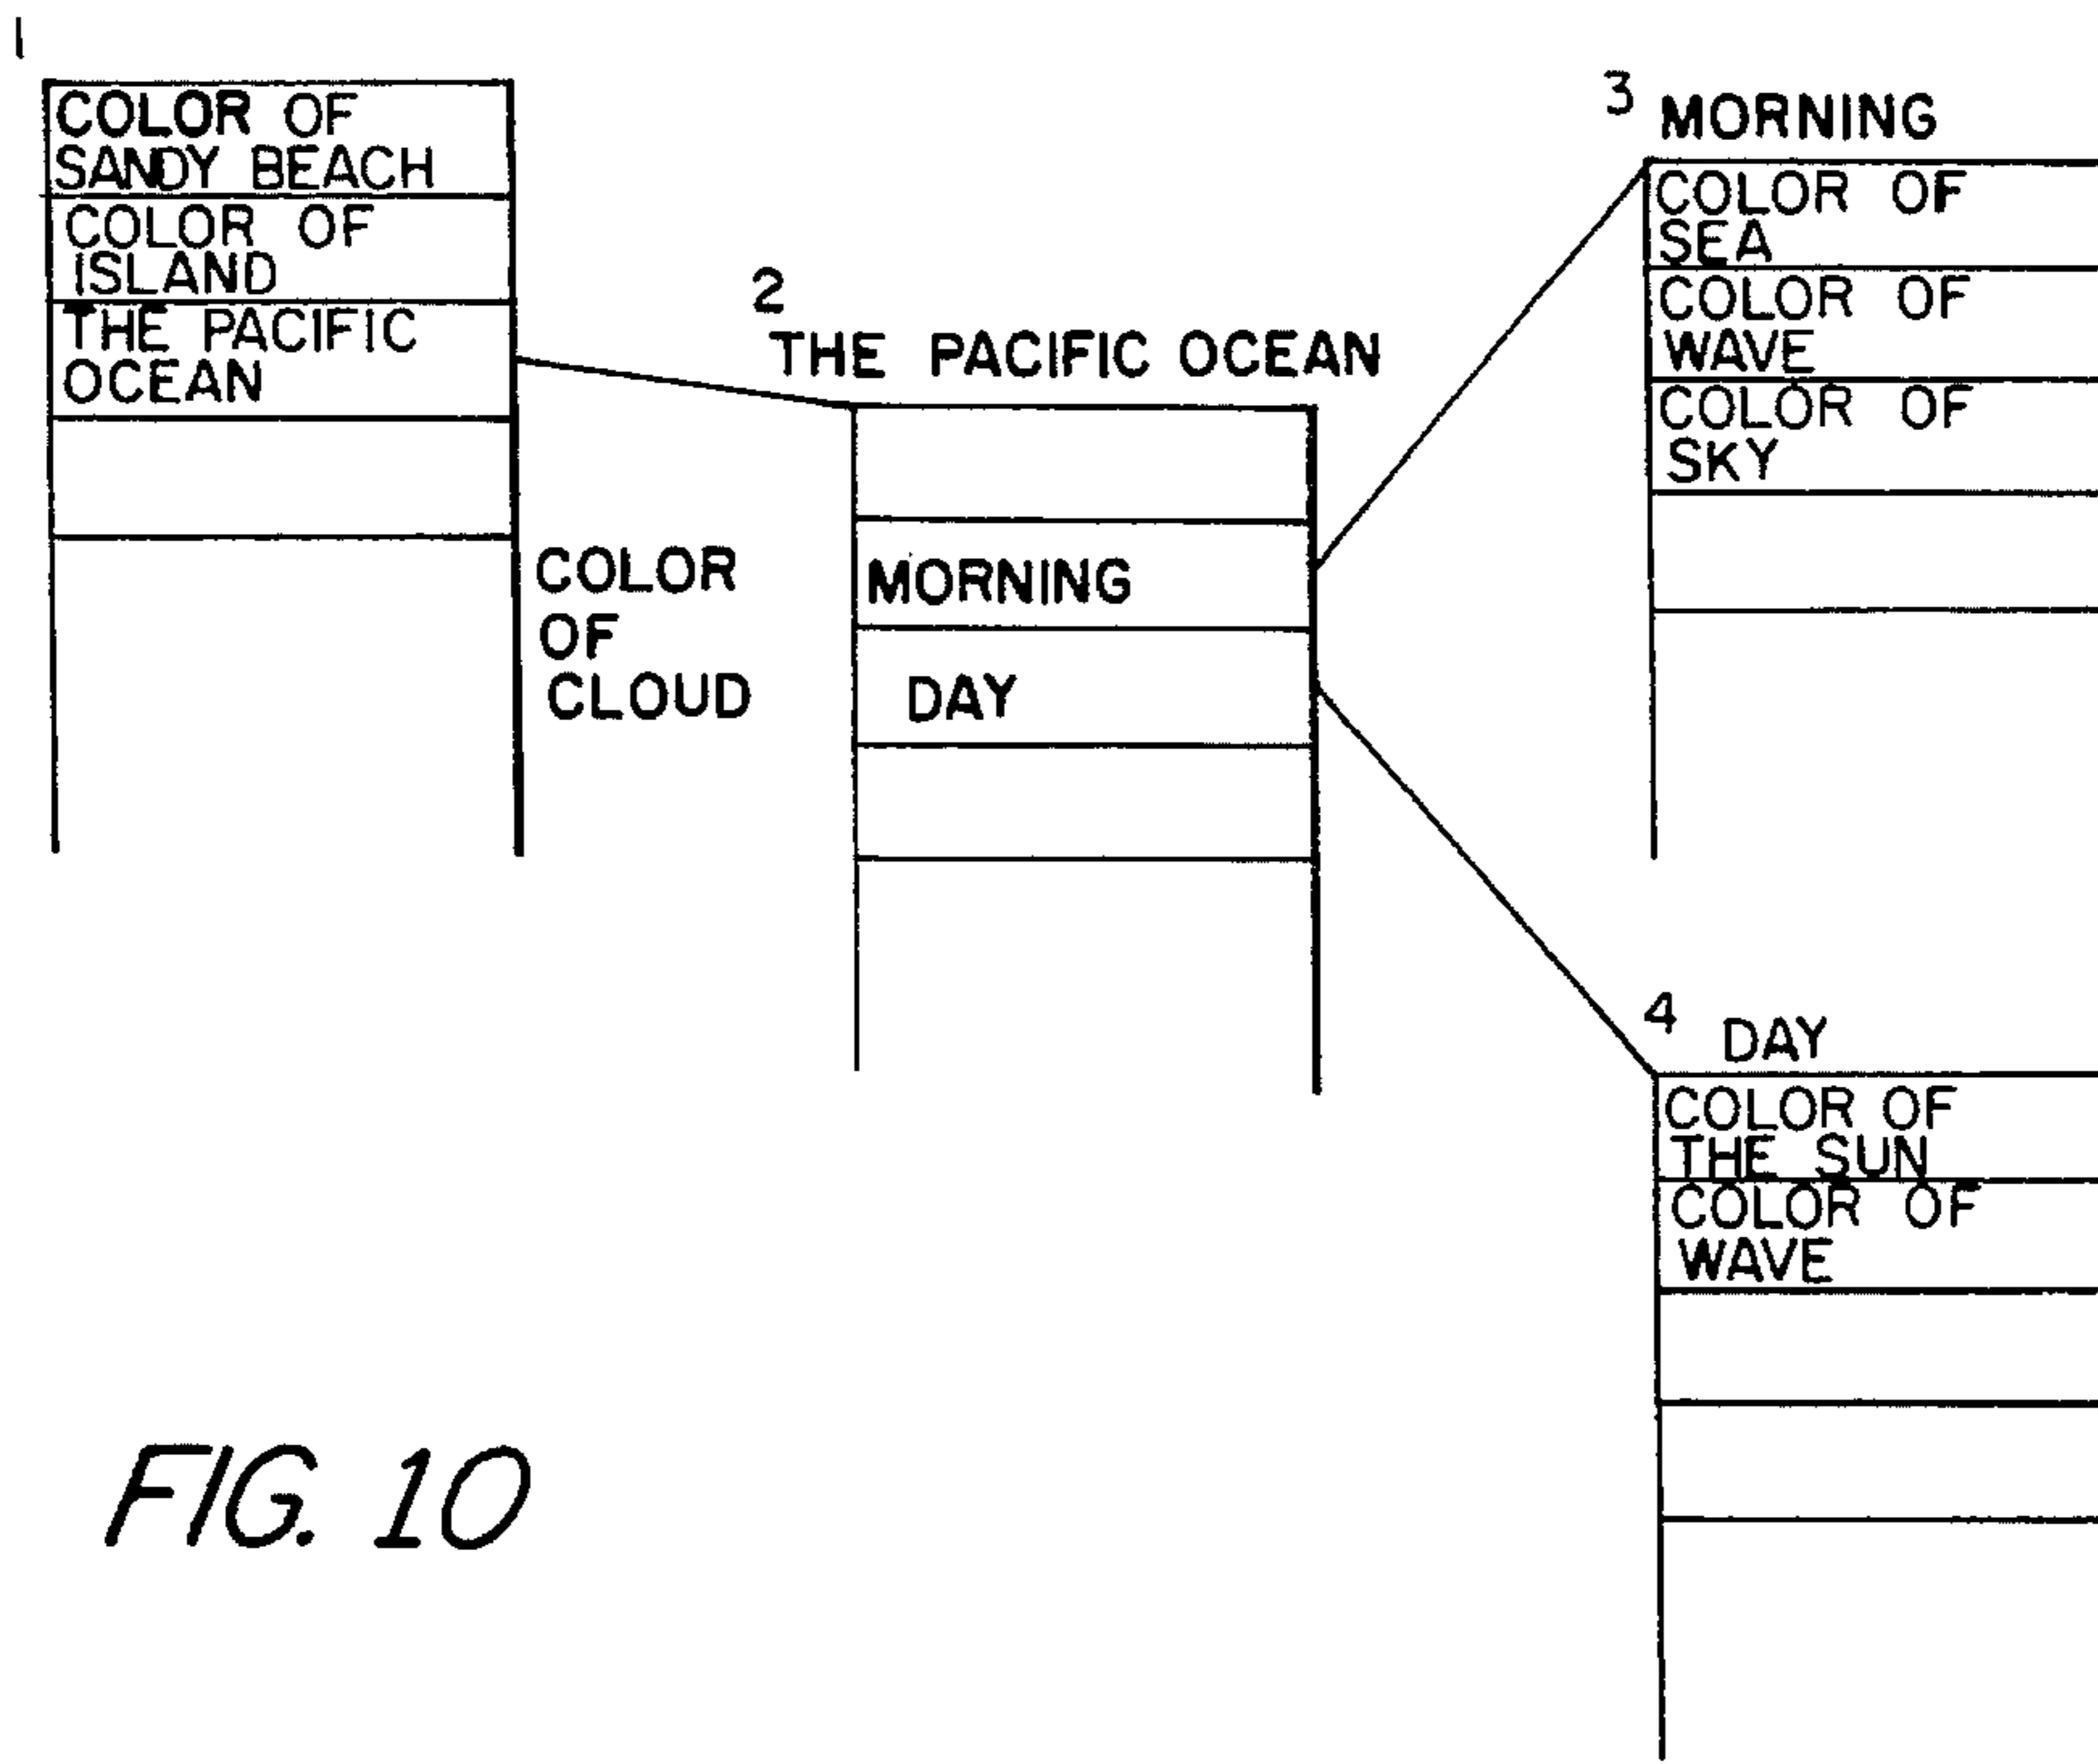 1
COLOR OF
SANDY BEACH
COLOR OF
ISLAND
THE PACIFIC
OCEAN
COLOR
OF
CLOUD
2
THE PACIFIC OCEAN
MORNING
DAY
3
MORNING
COLOR OF
SEA
COLOR OF
WAVE
COLOR OF
SKY
4
DAY
COLOR OF
THE SUN
COLOR OF
WAVE
FIG. 10